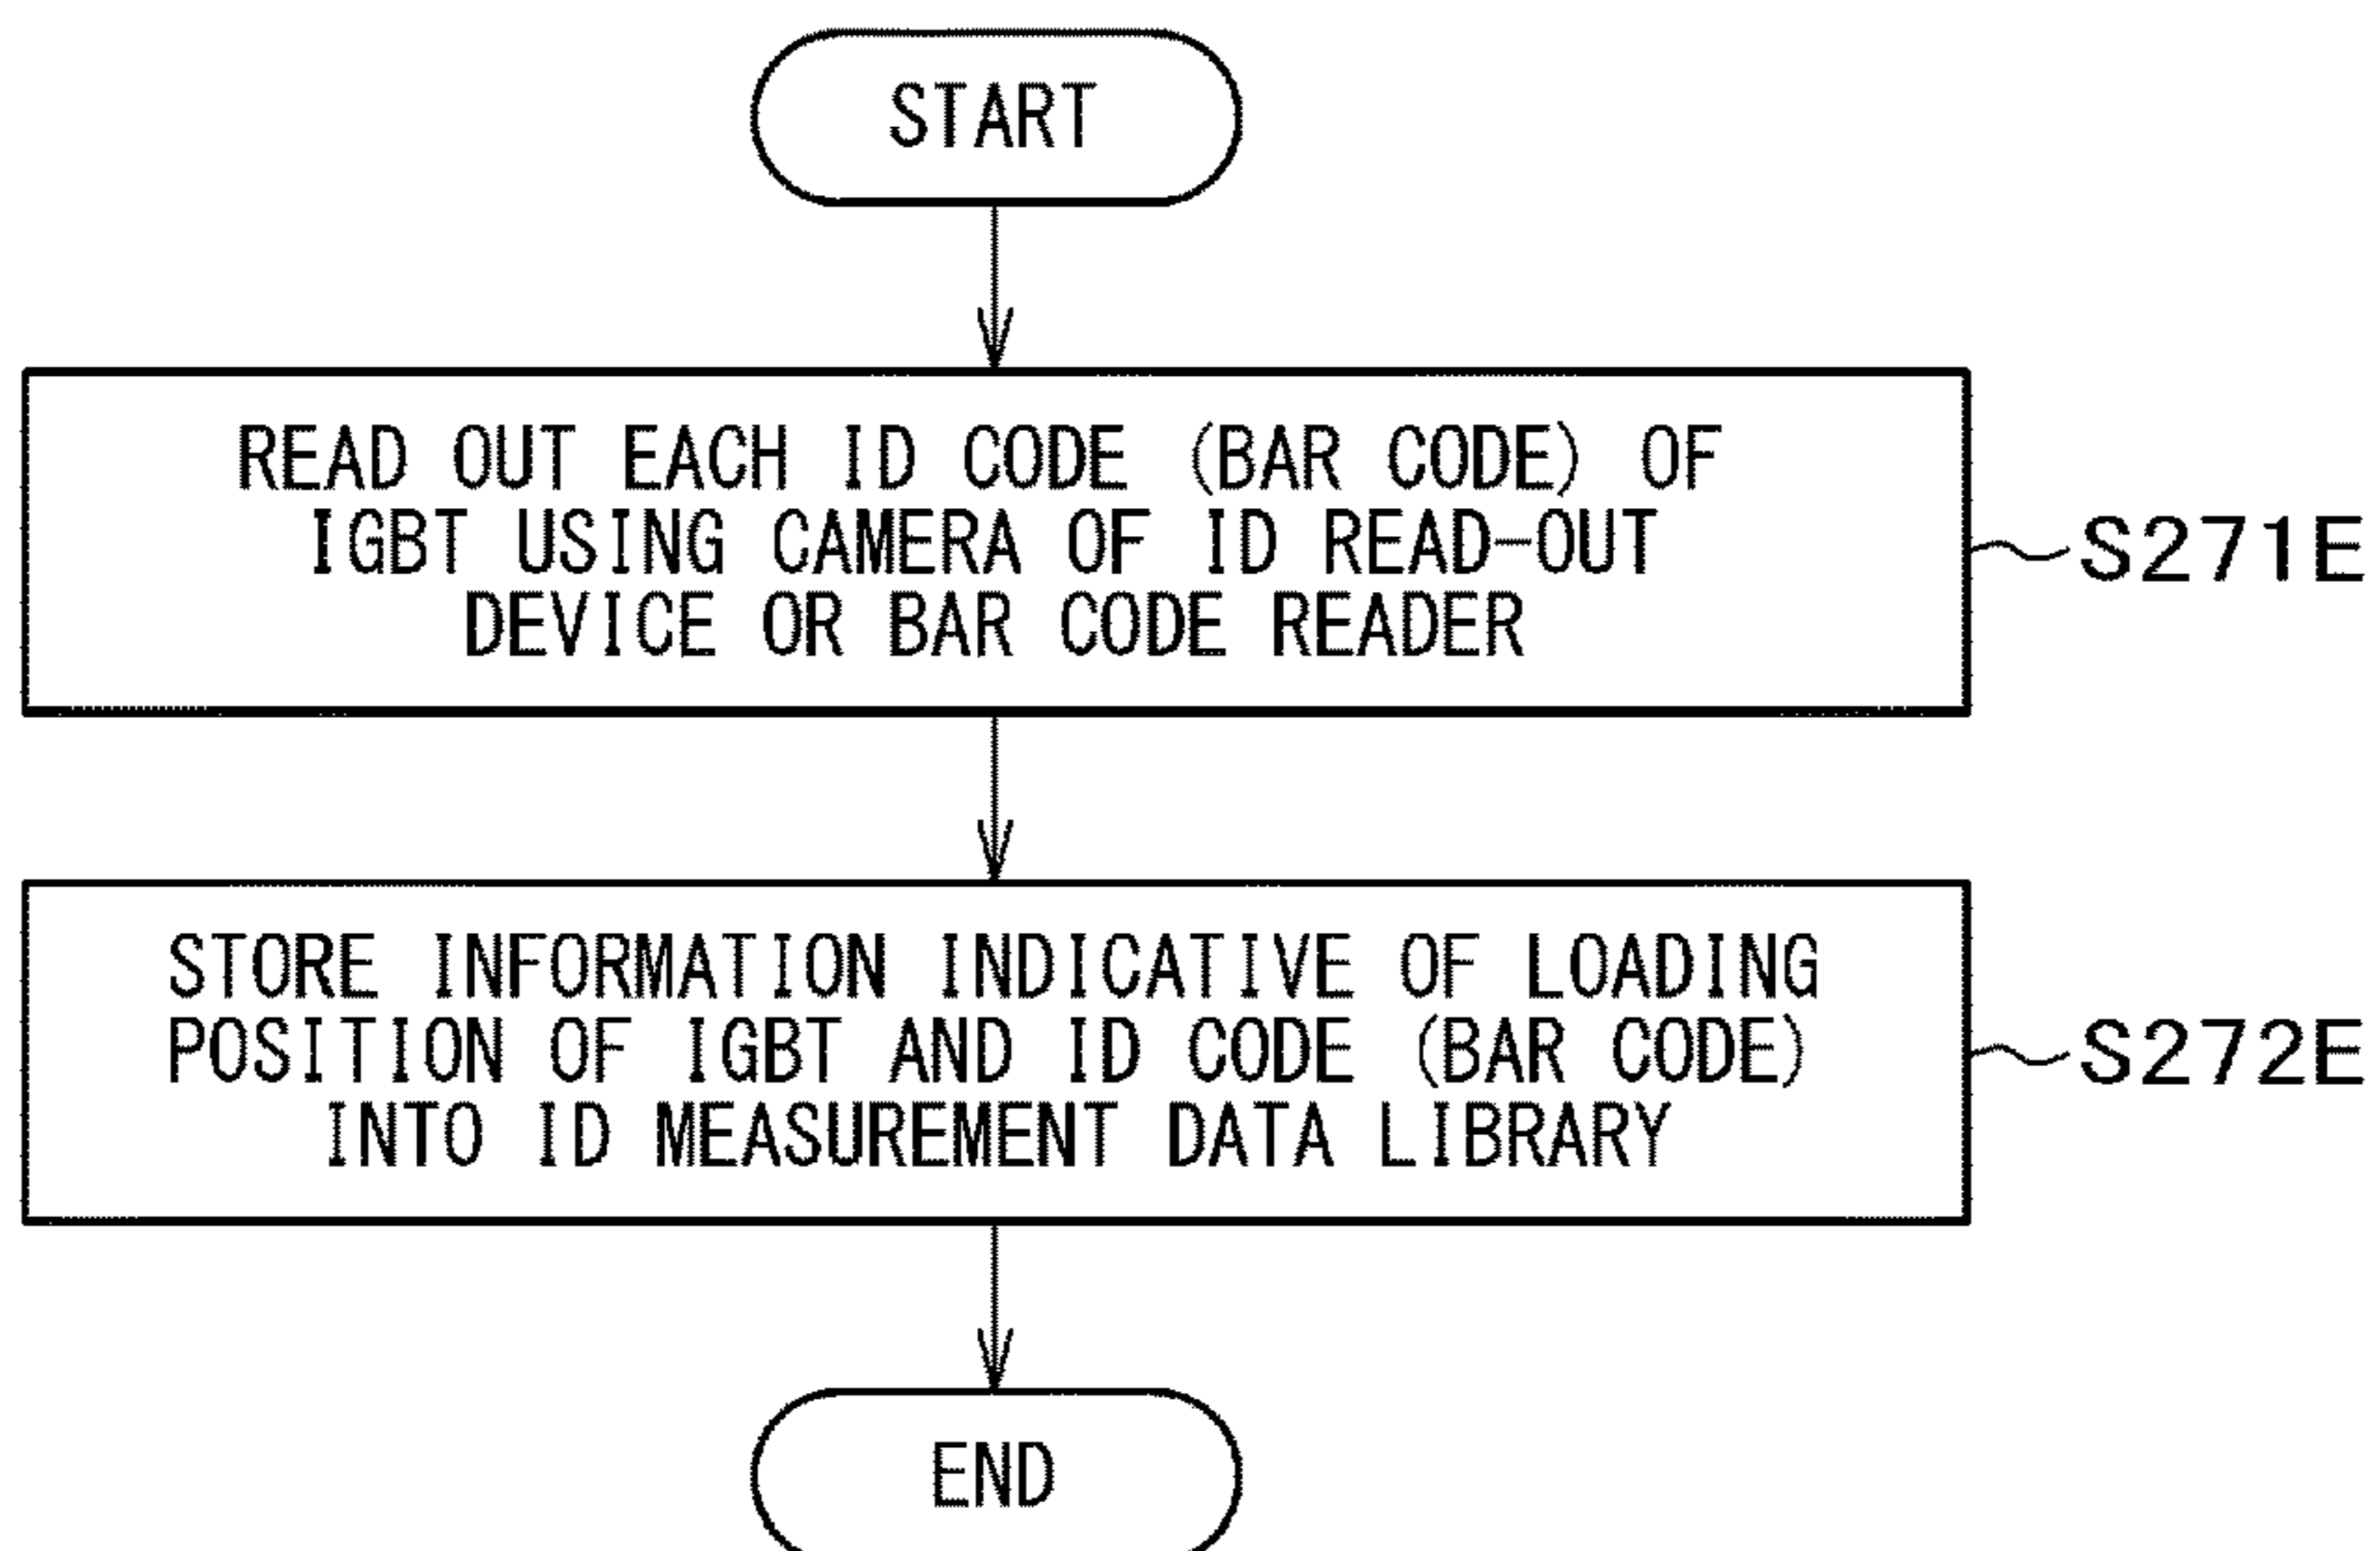 START
READ OUT EACH ID CODE (BAR CODE) OF
IGBT USING CAMERA OF ID READ-OUT
DEVICE OR BAR CODE READER
S271E
STORE INFORMATION INDICATIVE OF LOADING
POSITION OF IGBT AND ID CODE (BAR CODE)
INTO ID MEASUREMENT DATA LIBRARY
S272E
END